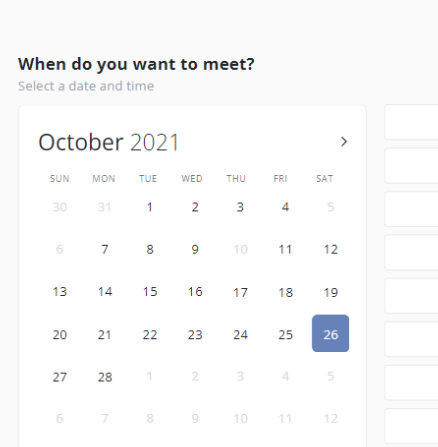 When do you want to meet?
Select a date and time
October 2021
SUN MON TUE WED THU FRI SAT
30 31 1 2 3 4 5
6 7 8 9 10 11 12
13 14 15 16 17 18 19
20 21 22 23 24 25 26
27 28 1 2 3 4 5
6 7 8 9 10 11 12